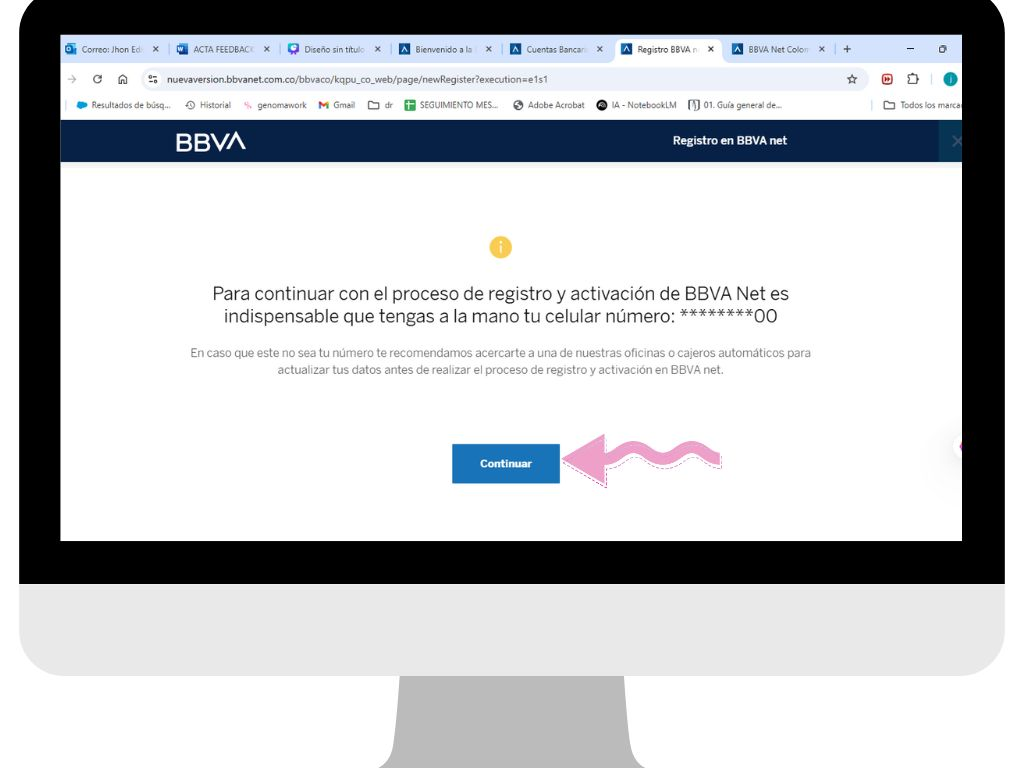 Correo: Jhon Ed
ACTA FEEDBACK
Diseño sin título
Bienvenido a la
Cuentas Bancari
Registro BBVA n
BBVA Net Colom
nuevaversion.bbvanet.com.co/bbvaco/kqpu_co_web/page/newRegister?execution=e1s1
Resultados de búsq...
Historial
genomawork
Gmail
dr
SEGUIMIENTO MES...
Adobe Acrobat
IA - NotebookLM
01. Guía general de...
Todos los marca
BBVA
Registro en BBVA net
Para continuar con el proceso de registro y activación de BBVA Net es
indispensable que tengas a la mano tu celular número: ********00
En caso que este no sea tu número te recomendamos acercarte a una de nuestras oficinas o cajeros automáticos para
actualizar tus datos antes de realizar el proceso de registro y activación en BBVA net.
Continuar